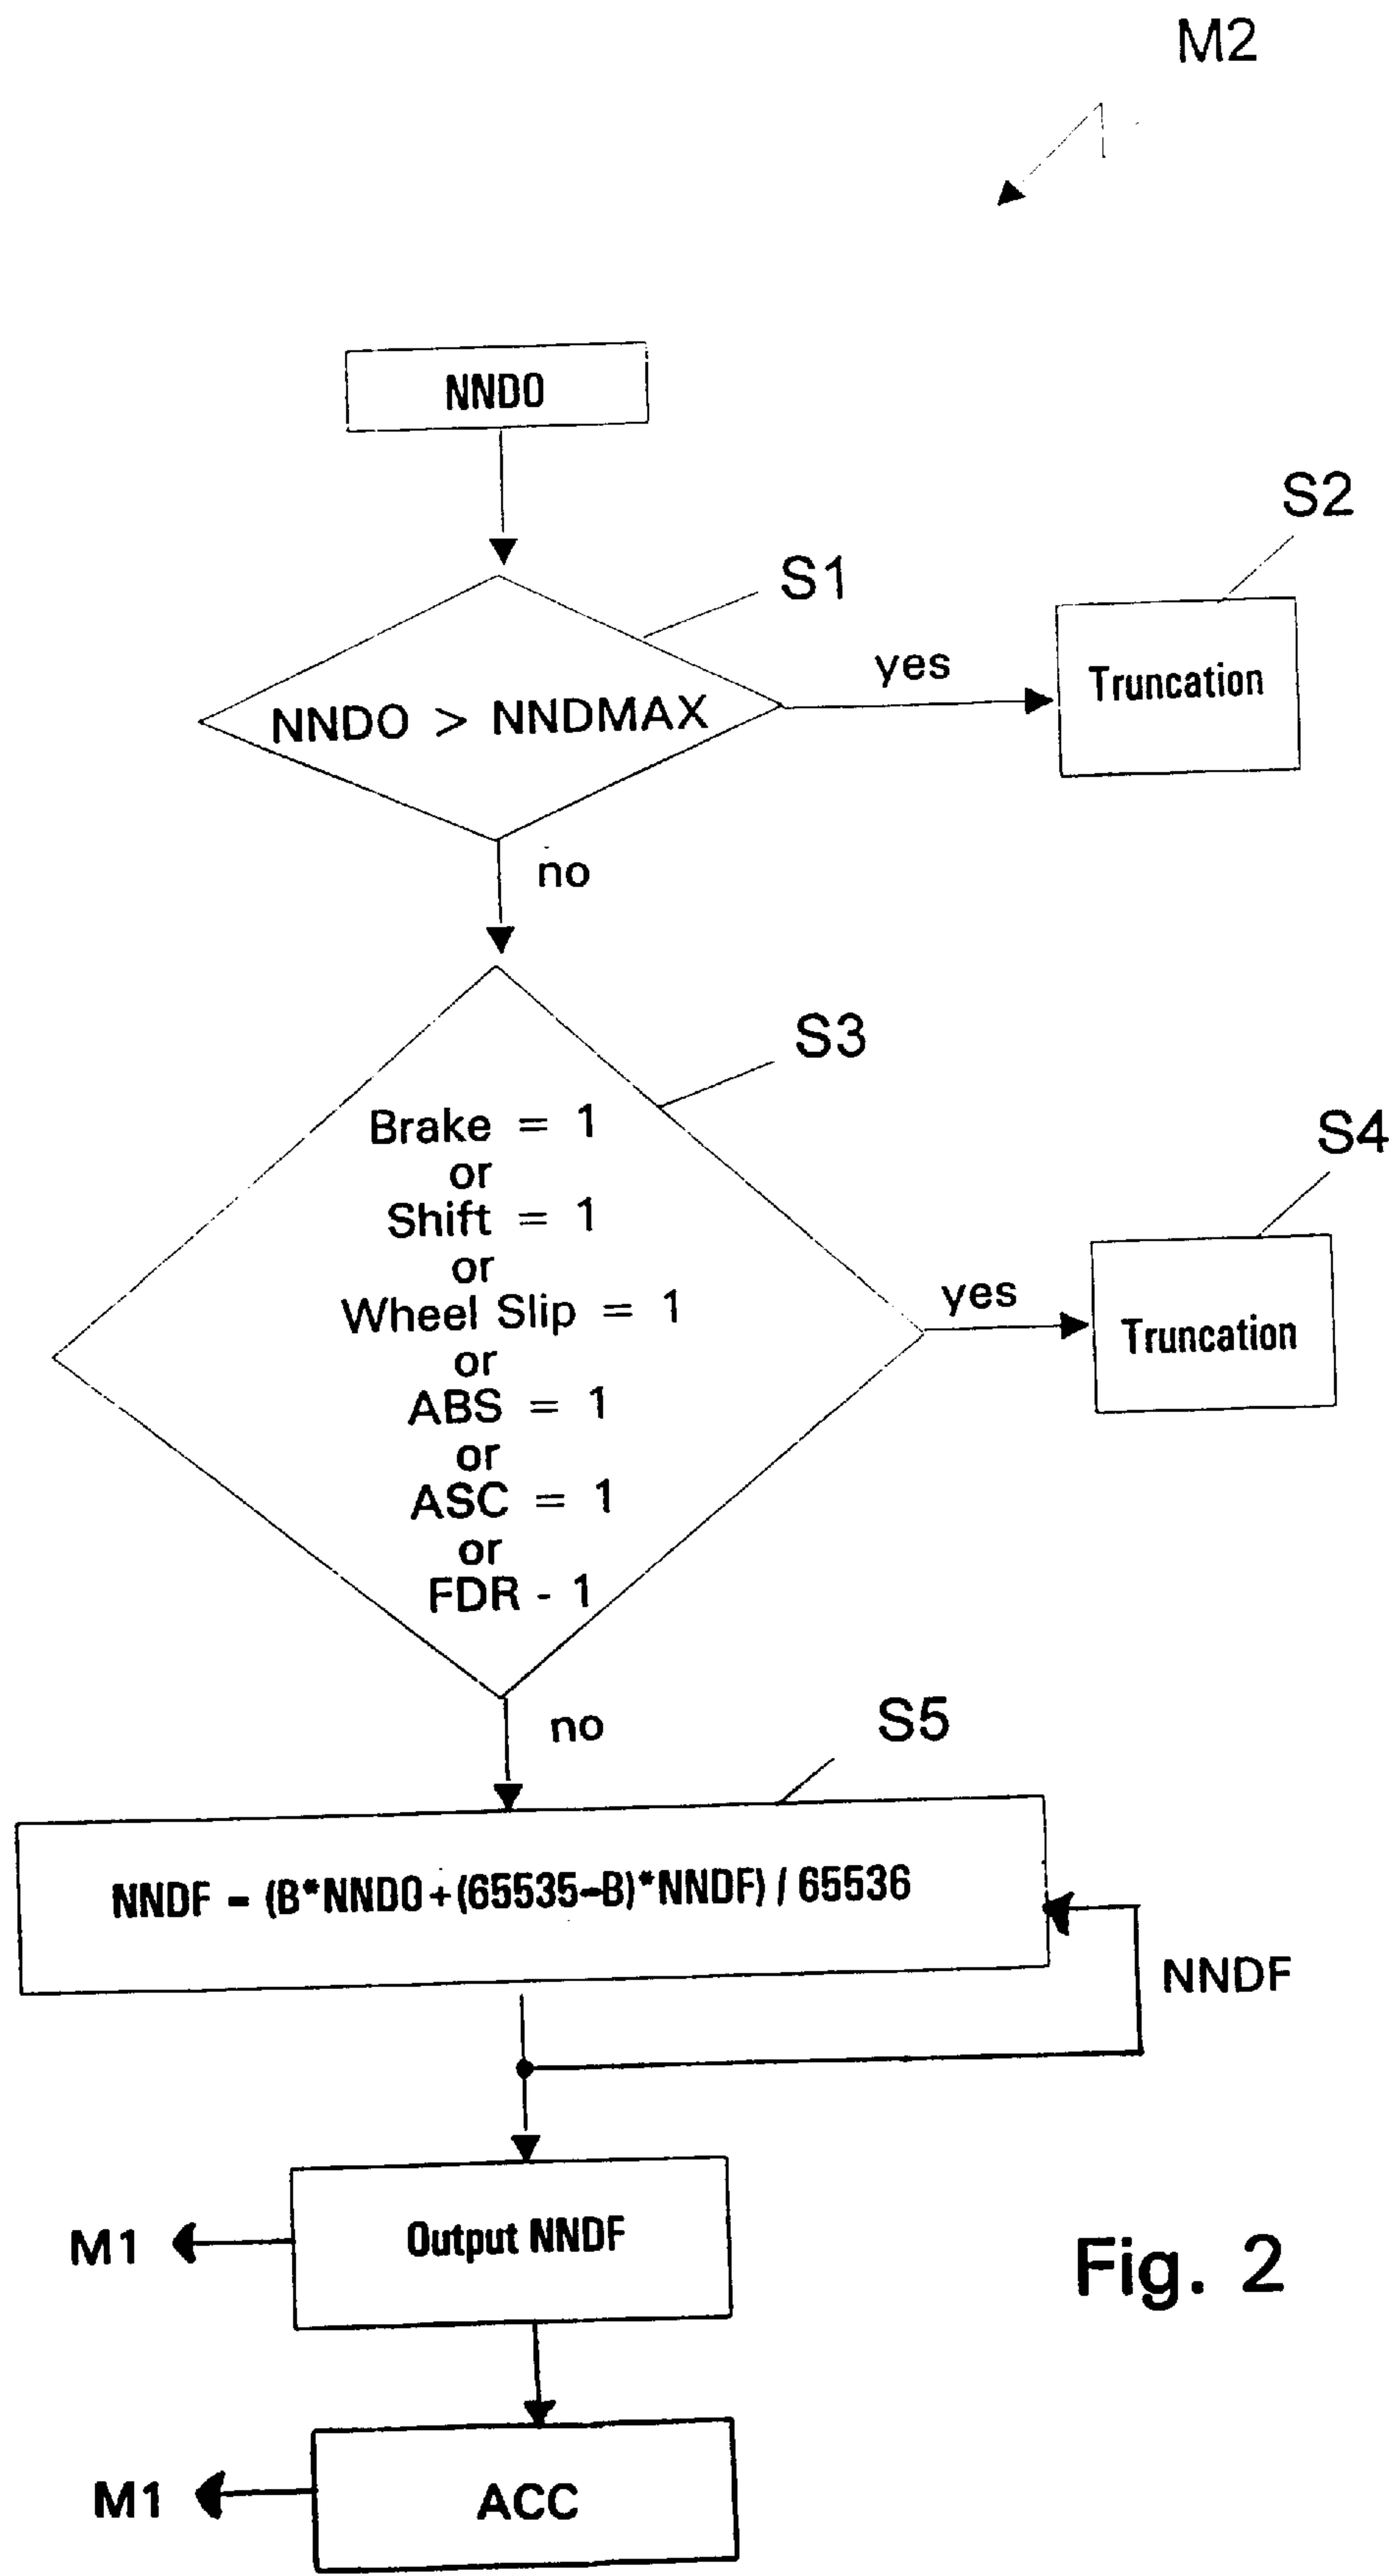 M2
NNDO
S2
S1
yes
Truncation
NNDO > NNDMAX
no
S3
Brake = 1
or
Shift = 1
or
Wheel Slip = 1
or
ABS = 1
or
ASC = 1
or
FDR - 1
S4
yes
Truncation
no
S5
NNDF = (B*NNDO+(65535-B)*NNDF) / 65536
NNDF
Output NNDF
M1
Fig. 2
ACC
M1